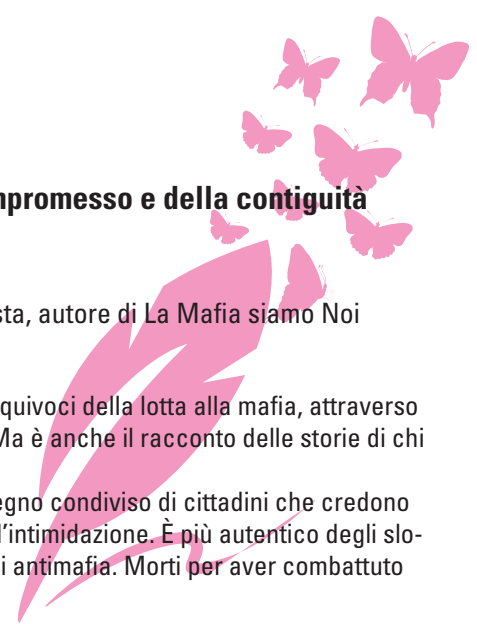 mpromesso e della contiguità
sta, autore di La Mafia siamo Noi
quivoci della lotta alla mafia, attraverso
Ma è anche il racconto delle storie di chi
egno condiviso di cittadini che credono
l'intimidazione. È più autentico degli slo-
i antimafia. Morti per aver combattuto